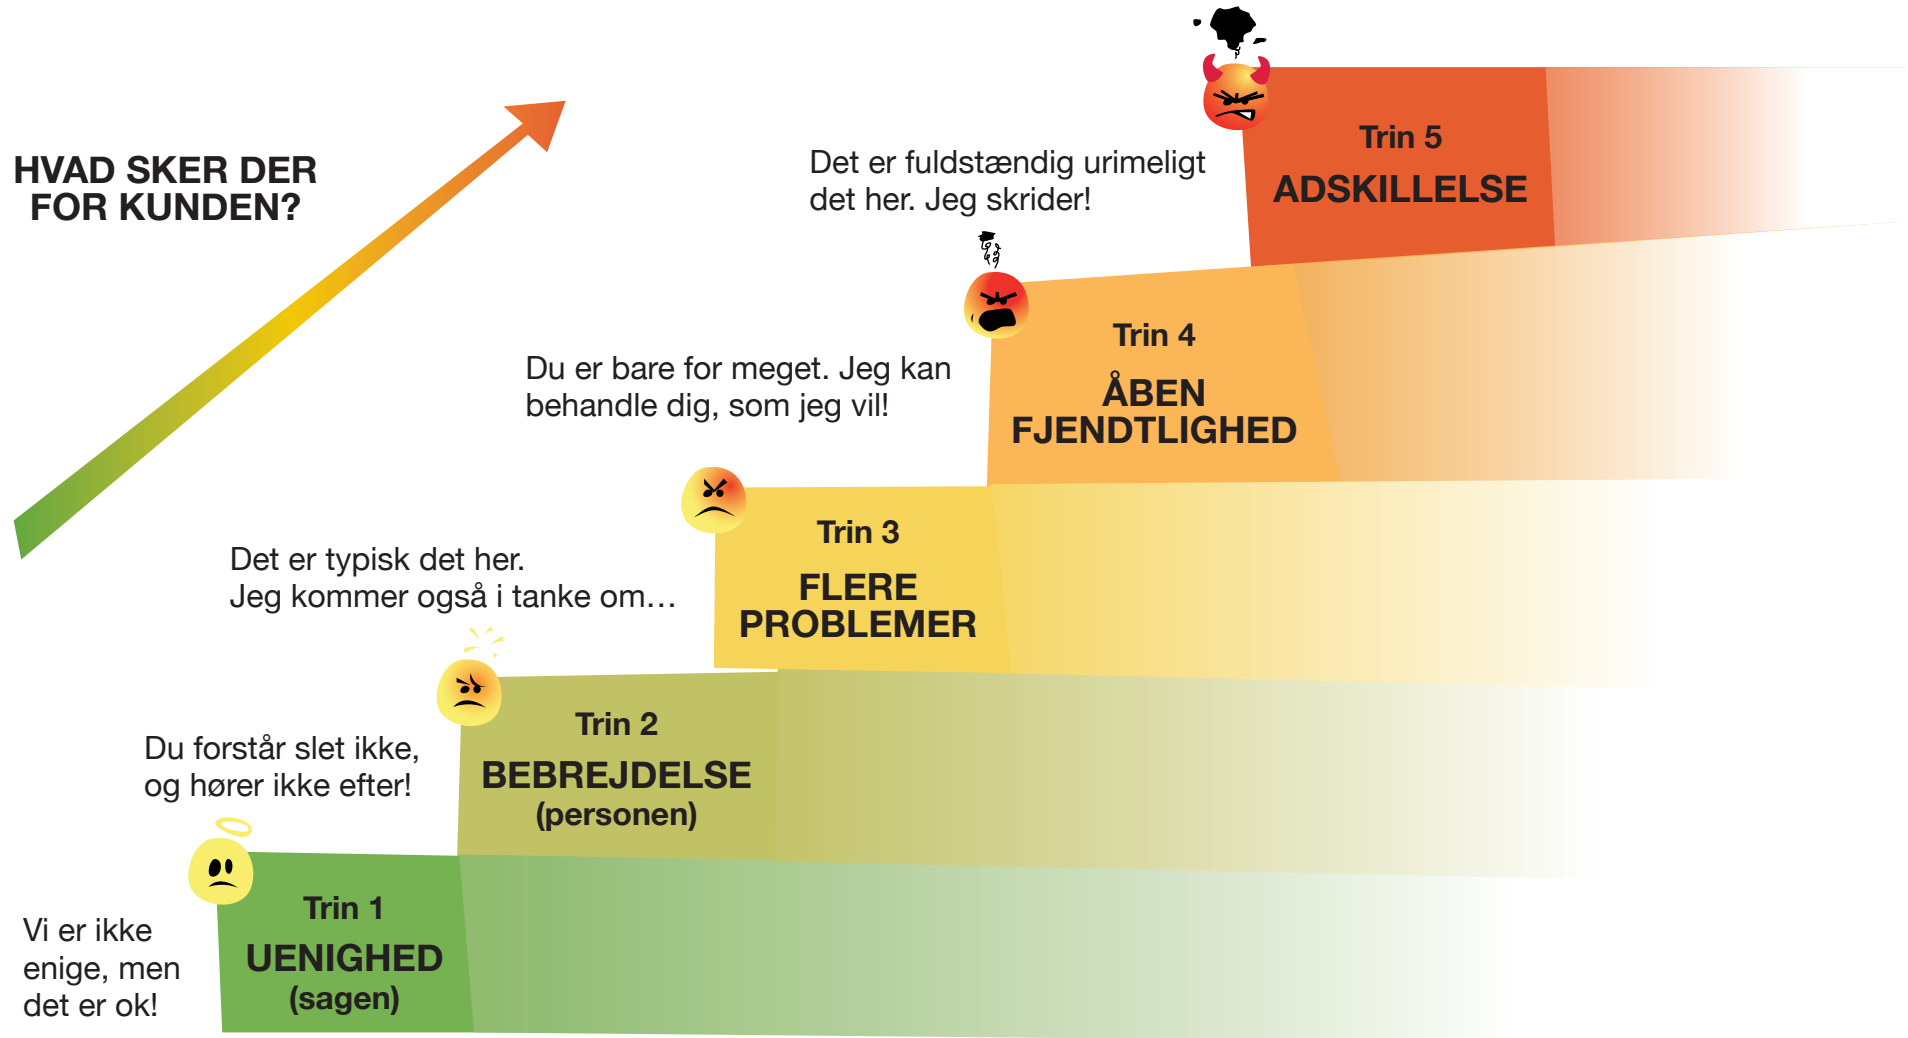 HVAD SKER DER
FOR KUNDEN?
Trin 5
ADSKILLELSE
Det er fuldstændig urimeligt
det her. Jeg skrider!
Trin 4
ÅBEN
FJENDTLIGHED
Du er bare for meget. Jeg kan
behandle dig, som jeg vil!
Trin 3
FLERE
PROBLEMER
Det er typisk det her.
Jeg kommer også i tanke om…
Trin 2
BEBREJDELSE
(personen)
Du forstår slet ikke,
og hører ikke efter!
Trin 1
UENIGHED
(sagen)
Vi er ikke
enige, men
det er ok!